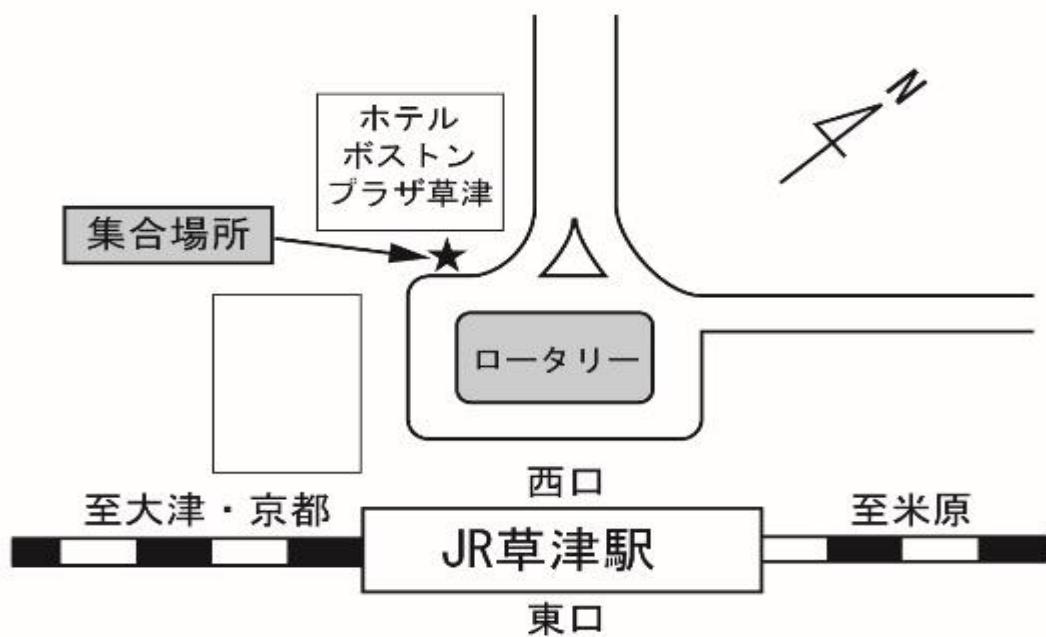 ホテル
ボストン
プラザ草津
N
集合場所
ロータリー
西口
至大津・京都
JR草津駅
至米原
東口